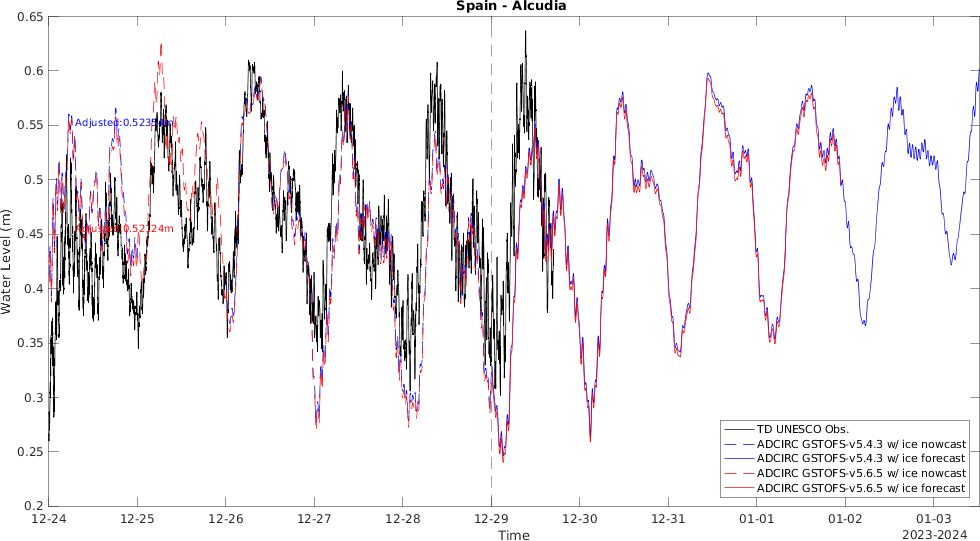 Spain - Alcudia
0.65
0.6
0.55
0.5
0.45
0.4
0.35
0.3
0.25
0.2
Water Level (m)
12-24
12-25
12-26
12-27
12-28
12-29
12-30
12-31
01-01
01-02
01-03
Time
2023-2024
TD UNESCO Obs.
ADCIRC GSTOFS-v5.4.3 w/ ice nowcast
ADCIRC GSTOFS-v5.4.3 w/ ice forecast
ADCIRC GSTOFS-v5.6.5 w/ ice nowcast
ADCIRC GSTOFS-v5.6.5 w/ ice forecast